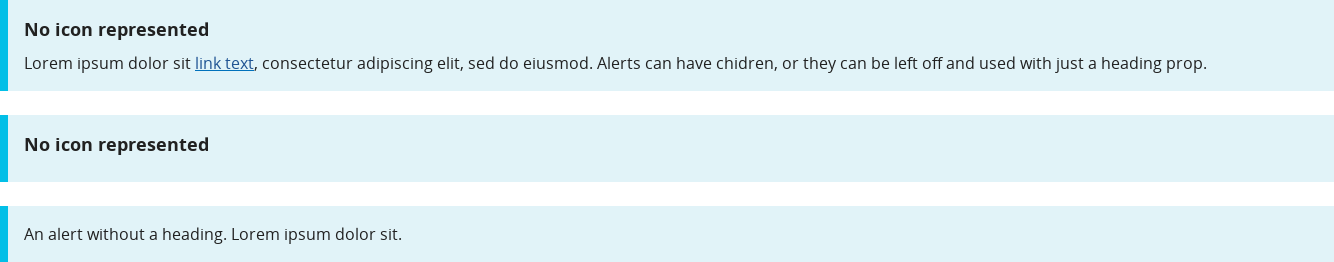 No icon represented
Lorem ipsum dolor sit link text, consectetur adipiscing elit, sed do eiusmod. Alerts can have chidren, or they can be left off and used with just a heading prop.
No icon represented
An alert without a heading. Lorem ipsum dolor sit.